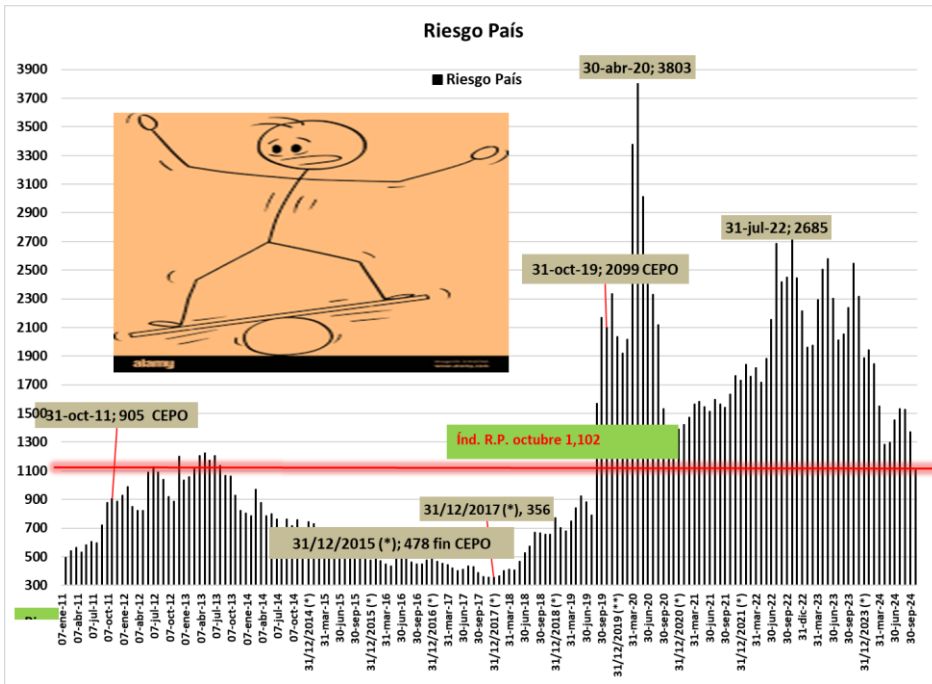 Riesgo País
Riesgo País
3900
3700
3500
3300
3100
2900
2700
2500
2300
2100
1900
1700
1500
1300
1100
900
700
500
300
30-abr-20; 3803
31-jul-22; 2685
31-oct-19; 2099 CEPO
31-oct-11; 905 CEPO
Índ. R.P. octubre 1,102
31/12/2017 (*), 356
31/12/2015 (*); 478 fin CEPO
alamy
www.alamy.com
07-ene-11
07-abr-11
07-jul-11
07-oct-11
07-ene-12
07-abr-12
07-jul-12
07-oct-12
07-ene-13
07-abr-13
07-jul-13
07-oct-13
07-ene-14
07-abr-14
07-jul-14
07-oct-14
31/12/2014 (*)
31-mar-15
30-jun-15
30-sep-15
31/12/2015 (*)
31-mar-16
30-jun-16
30-sep-16
31/12/2016 (*)
31-mar-17
30-jun-17
30-sep-17
31/12/2017 (*)
31-mar-18
30-jun-18
30-sep-18
31/12/2018 (*)
31-mar-19
30-jun-19
30-sep-19
31/12/2019 (**)
31-mar-20
30-jun-20
30-sep-20
31/12/2020 (*)
31-mar-21
30-jun-21
30-sep-21
31/12/2021 (*)
31-mar-22
30-jun-22
30-sep-22
31-dic-22
31-mar-23
30-jun-23
30-sep-23
31/12/2023 (*)
31-mar-24
30-jun-24
30-sep-24